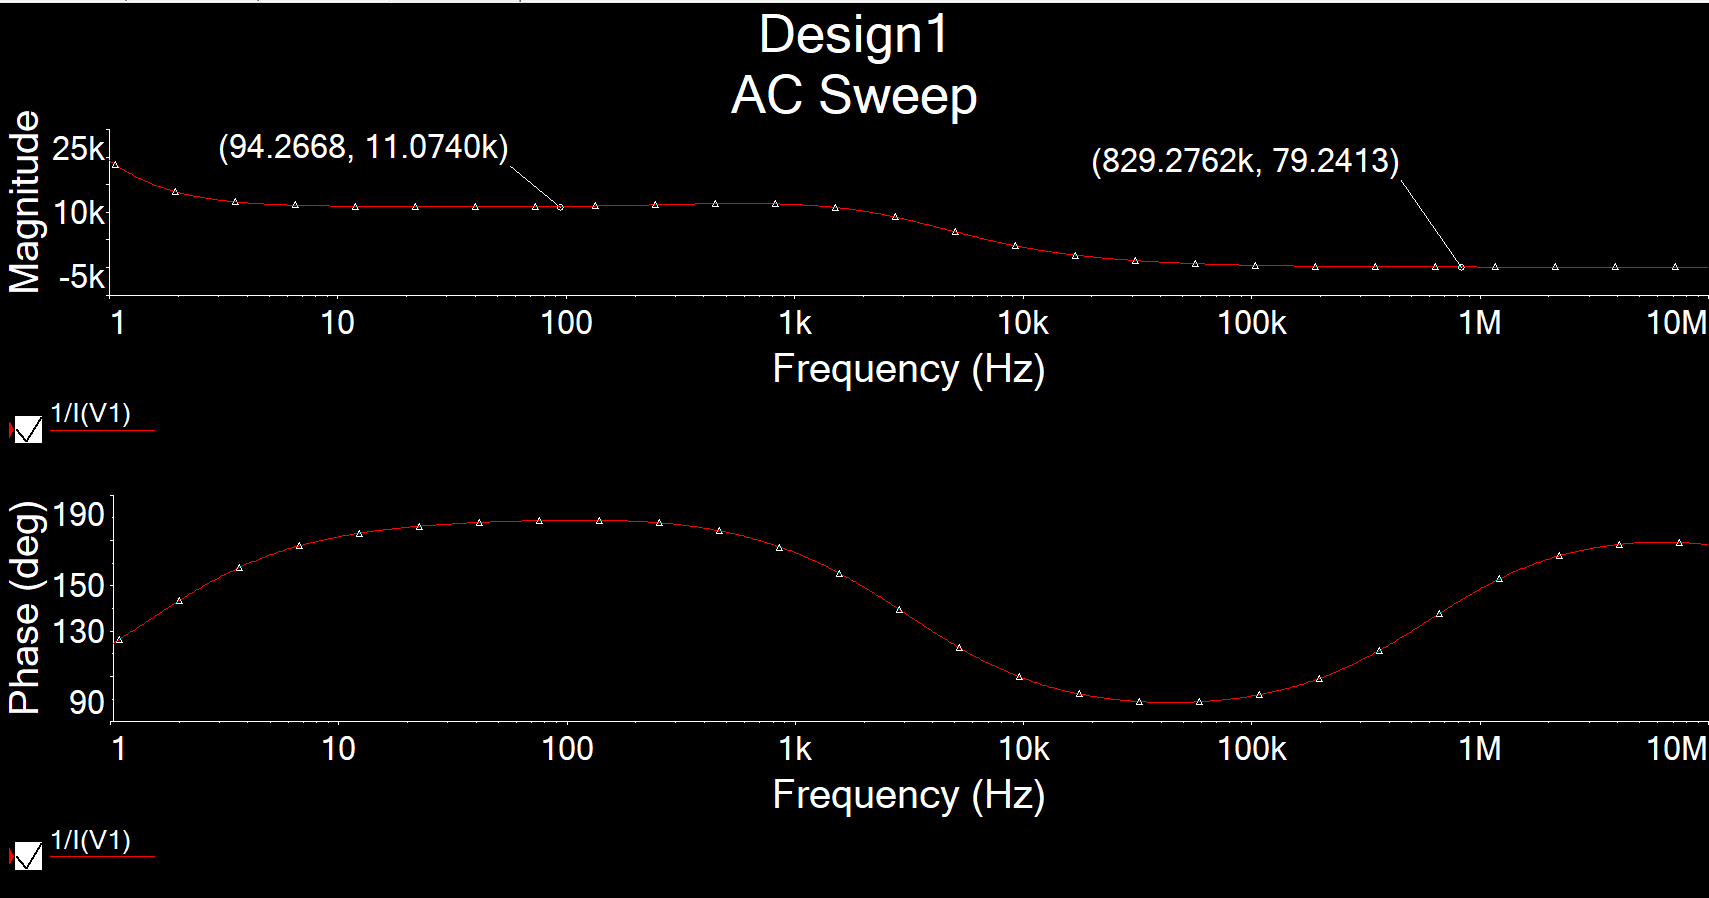 Design1
AC Sweep
(94.2668, 11.0740k)
(829.2762k, 79.2413)
Magnitude
25k
10k
-5k
1 10 100 1k 10k 100k 1M 10M
Frequency (Hz)
1/I(V1)
Phase (deg)
190
150
130
90
1 10 100 1k 10k 100k 1M 10M
Frequency (Hz)
1/I(V1)